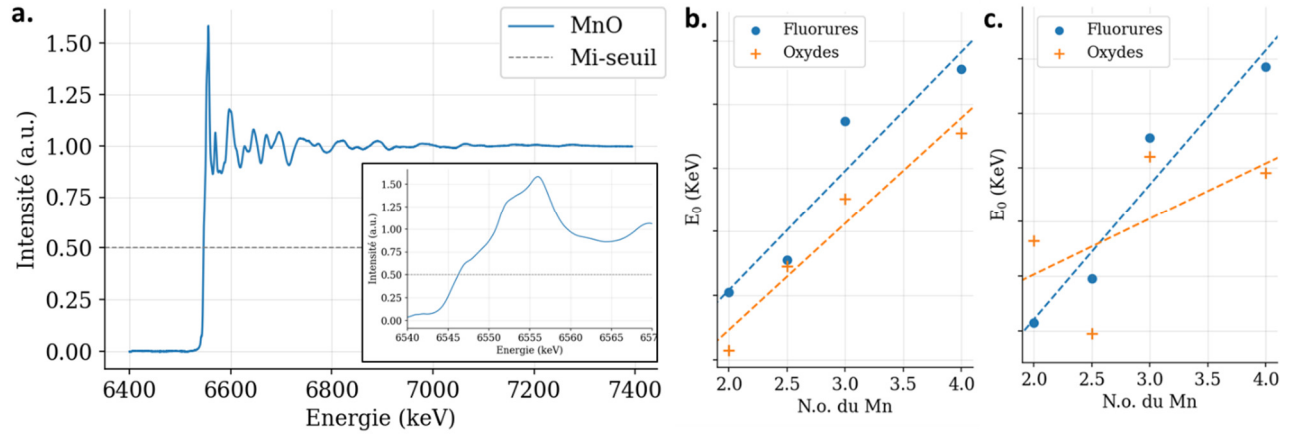 a.
MnO
Mi-seuil
Intensité (a.u.)
1.50
1.25
1.00
0.75
0.50
0.25
0.00
6400
6600
6800
7000
7200
7400
Energie (keV)
Intensité (a.u.)
1.50
1.25
1.00
0.75
0.50
0.25
0.00
6540
6545
6550
6555
6560
6565
657
Energie (keV)
b.
Fluorures
Oxydes
E₀ (KeV)
2.0
2.5
3.0
3.5
4.0
N.o. du Mn
c.
Fluorures
Oxydes
E₀ (KeV)
2.0
2.5
3.0
3.5
4.0
N.o. du Mn